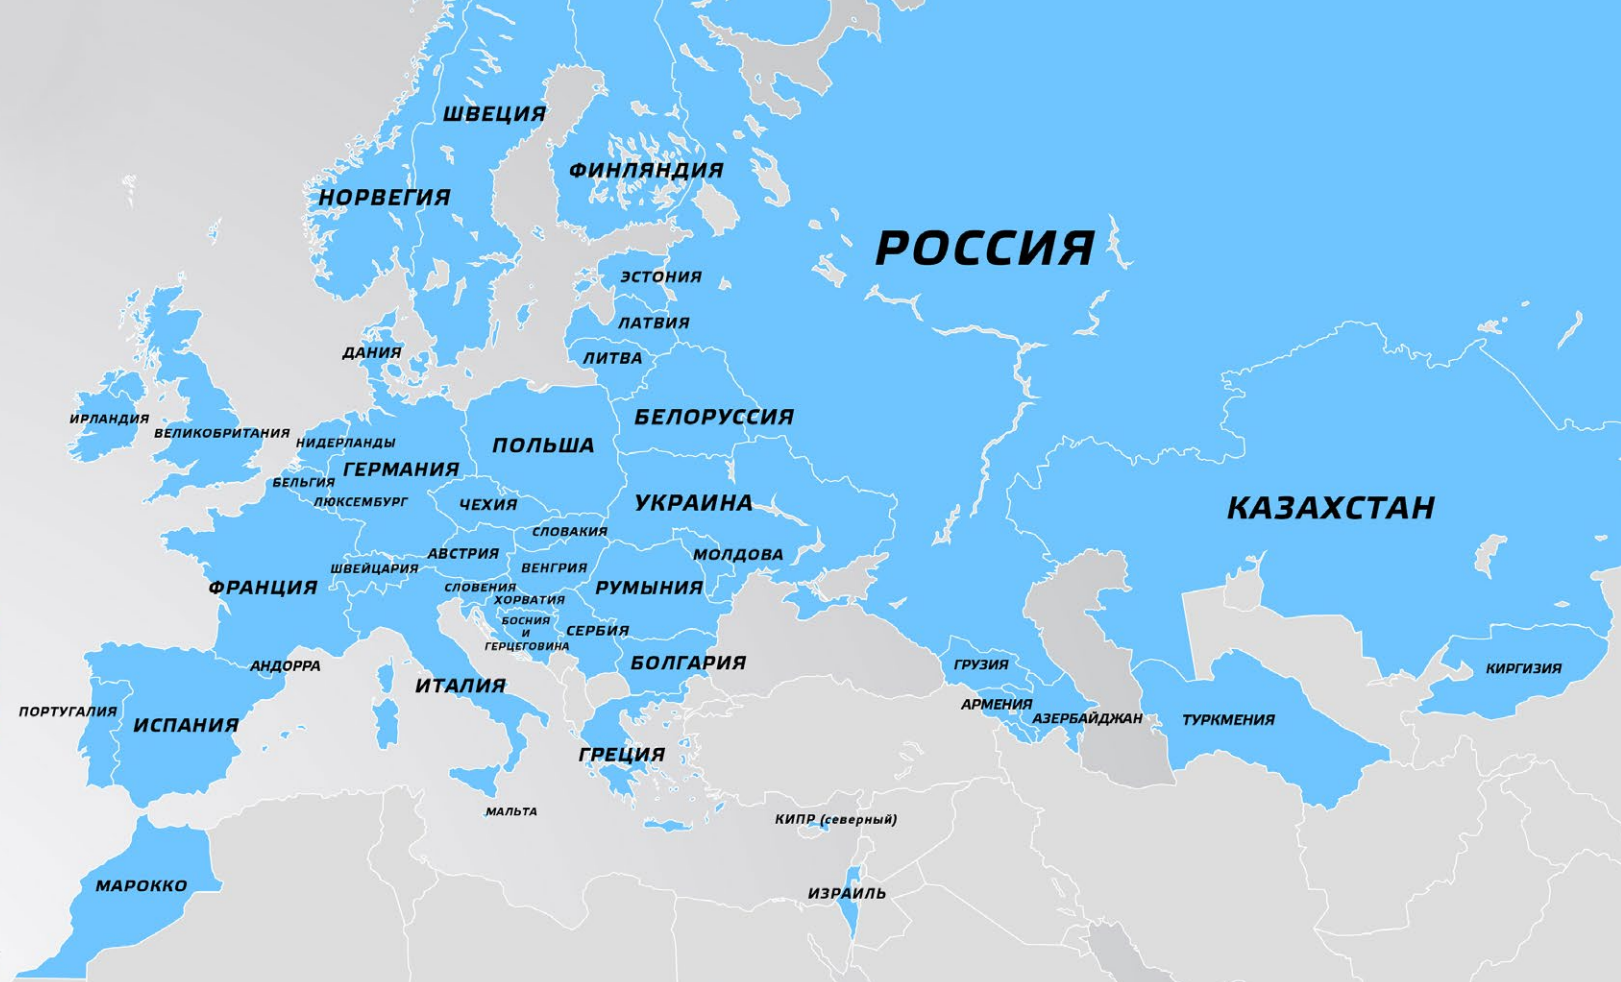 ШВЕЦИЯ
ФИНЛЯНДИЯ
НОРВЕГИЯ
РОССИЯ
ЭСТОНИЯ
ЛАТВИЯ
ДАНИЯ
ЛИТВА
ИРЛАНДИЯ
ВЕЛИКОБРИТАНИЯ
НИДЕРЛАНДЫ
БЕЛОРУССИЯ
ПОЛЬША
ГЕРМАНИЯ
БЕЛЬГИЯ
ЛЮКСЕМБУРГ
ЧЕХИЯ
УКРАИНА
КАЗАХСТАН
СЛОВАКИЯ
АВСТРИЯ
МОЛДОВА
ШВЕЙЦАРИЯ
ВЕНГРИЯ
ФРАНЦИЯ
СЛОВЕНИЯ
РУМЫНИЯ
ХОРВАТИЯ
БОСНИЯ
И
ГЕРЦЕГОВИНА
СЕРБИЯ
АНДОРРА
БОЛГАРИЯ
ГРУЗИЯ
КИРГИЗИЯ
ИТАЛИЯ
ПОРТУГАЛИЯ
ИСПАНИЯ
АРМЕНИЯ
АЗЕРБАЙДЖАН
ТУРКМЕНИЯ
ГРЕЦИЯ
МАЛЬТА
КИПР (северный)
МАРОККО
ИЗРАИЛЬ